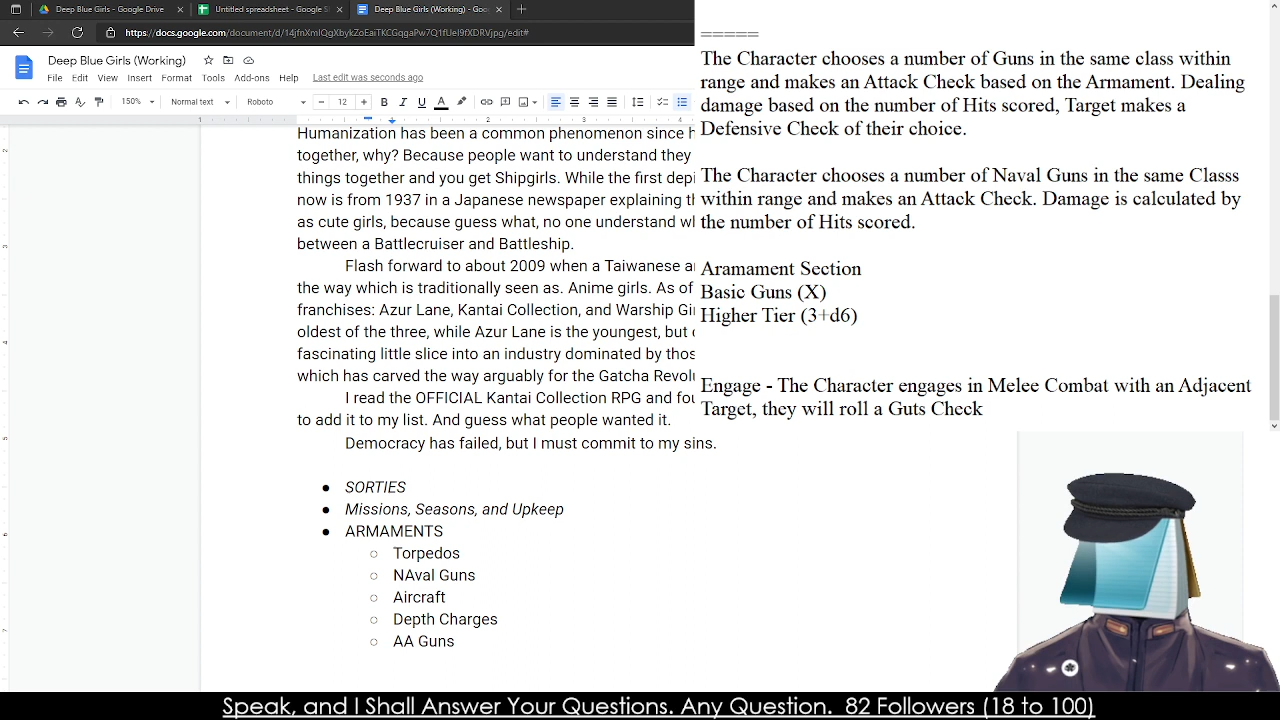 Deep Blue Girls - Google Drive
Untitled spreadsheet - Google S
Deep Blue Girls (Working) - Goo
Deep Blue Girls (Working)
File Edit View Insert Format Tools Add-ons Help Last edit was seconds ago
150% Normal text Roboto 12
Humanization has been a common phenomenon since h
together, why? Because people want to understand they
things together and you get Shipgirls. While the first depi
now is from 1937 in a Japanese newspaper explaining th
as cute girls, because guess what, no one understand wh
between a Battlecruiser and Battleship.
Flash forward to about 2009 when a Taiwanese a
the way which is traditionally seen as. Anime girls. As of
franchises: Azur Lane, Kantai Collection, and Warship Gir
oldest of the three, while Azur Lane is the youngest, but
fascinating little slice into an industry dominated by thos
which has carved the way arguably for the Gatcha Revolu
I read the OFFICIAL Kantai Collection RPG and fou
to add it to my list. And guess what people wanted it.
Democracy has failed, but I must commit to my sins.
● SORTIES
● Missions, Seasons, and Upkeep
● ARMAMENTS
○ Torpedos
○ NAval Guns
○ Aircraft
○ Depth Charges
○ AA Guns
=====
The Character chooses a number of Guns in the same class within
range and makes an Attack Check based on the Armament. Dealing
damage based on the number of Hits scored, Target makes a
Defensive Check of their choice.
The Character chooses a number of Naval Guns in the same Classs
within range and makes an Attack Check. Damage is calculated by
the number of Hits scored.
Aramament Section
Basic Guns (X)
Higher Tier (3+d6)
Engage - The Character engages in Melee Combat with an Adjacent
Target, they will roll a Guts Check
Speak, and I Shall Answer Your Questions. Any Question. 82 Followers (18 to 100)